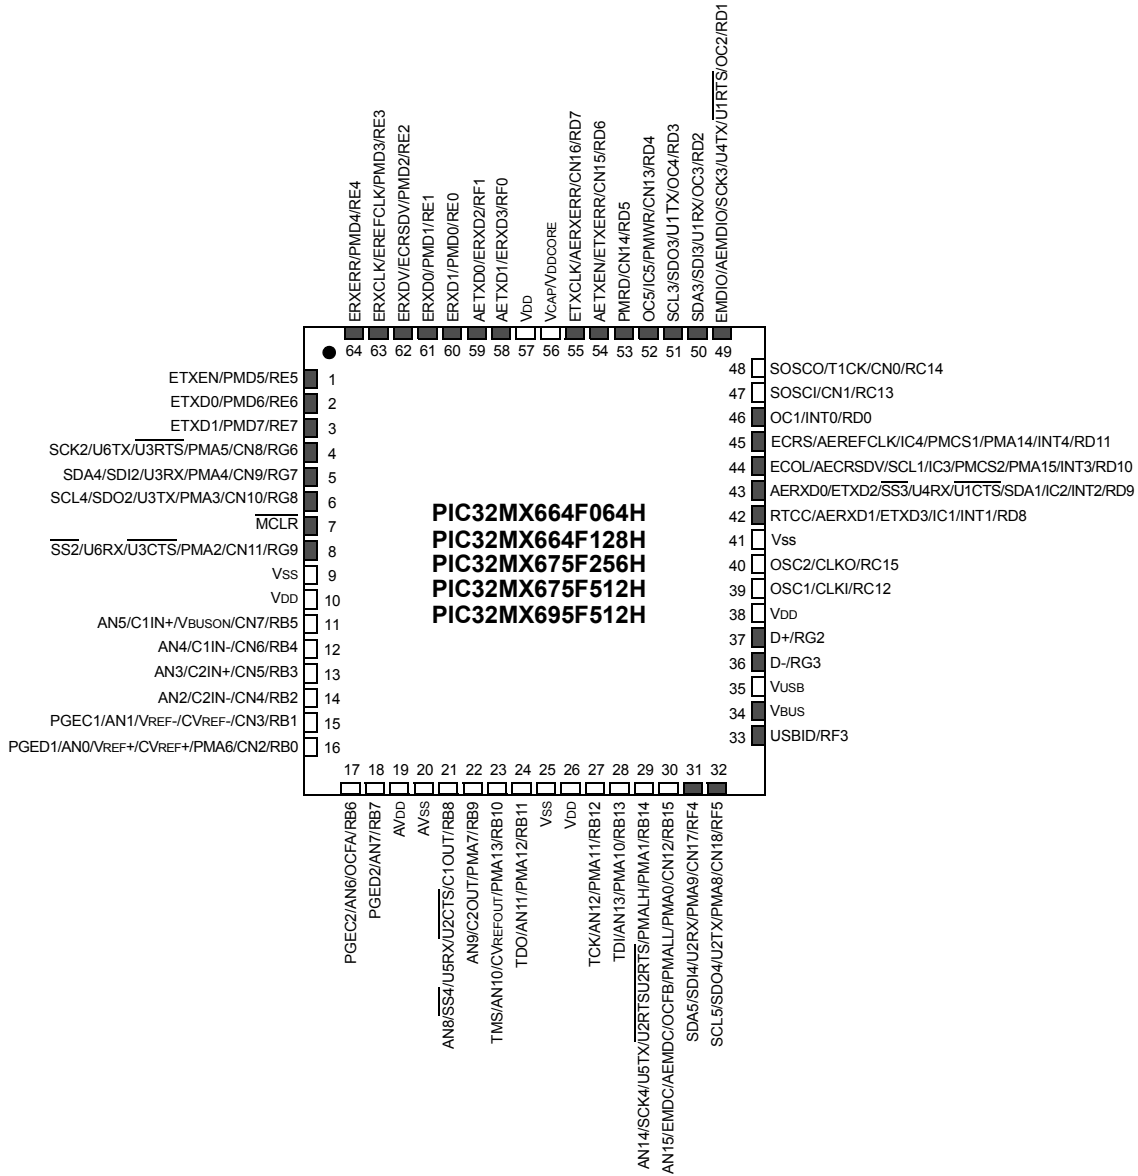 ERXERR/PMD4/RE4
ERXCLK/EREFCLK/PMD3/RE3
ERXDV/ECRSDV/PMD2/RE2
ERXD0/PMD1/RE1
ERXD1/PMD0/RE0
AETXD0/ERXD2/RF1
AETXD1/ERXD3/RF0
VDD
VCAP/VDDCORE
ETXCLK/AERXERR/CN16/RD7
AETXEN/ETXERR/CN15/RD6
PMRD/CN14/RD5
OC5/IC5/PMWR/CN13/RD4
SCL3/SDO3/U1TX/OC4/RD3
SDA3/SDI3/U1RX/OC3/RD2
EMDIO/AEMDIO/SCK3/U4TX/U1RTS/OC2/RD1
64 63 62 61 60 59 58 57 56 55 54 53 52 51 50 49
ETXEN/PMD5/RE5 1
ETXD0/PMD6/RE6 2
ETXD1/PMD7/RE7 3
SCK2/U6TX/U3RTS/PMA5/CN8/RG6 4
SDA4/SDI2/U3RX/PMA4/CN9/RG7 5
SCL4/SDO2/U3TX/PMA3/CN10/RG8 6
MCLR 7
SS2/U6RX/U3CTS/PMA2/CN11/RG9 8
VSS 9
VDD 10
AN5/C1IN+/VBUSON/CN7/RB5 11
AN4/C1IN-/CN6/RB4 12
AN3/C2IN+/CN5/RB3 13
AN2/C2IN-/CN4/RB2 14
PGEC1/AN1/VREF-/CVREF-/CN3/RB1 15
PGED1/AN0/VREF+/CVREF+/PMA6/CN2/RB0 16
PIC32MX664F064H
PIC32MX664F128H
PIC32MX675F256H
PIC32MX675F512H
PIC32MX695F512H
48 SOSCO/T1CK/CN0/RC14
47 SOSCI/CN1/RC13
46 OC1/INT0/RD0
45 ECRS/AEREFCLK/IC4/PMCS1/PMA14/INT4/RD11
44 ECOL/AECRSDV/SCL1/IC3/PMCS2/PMA15/INT3/RD10
43 AERXD0/ETXD2/SS3/U4RX/U1CTS/SDA1/IC2/INT2/RD9
42 RTCC/AERXD1/ETXD3/IC1/INT1/RD8
41 Vss
40 OSC2/CLKO/RC15
39 OSC1/CLKI/RC12
38 VDD
37 D+/RG2
36 D-/RG3
35 VUSB
34 VBUS
33 USBID/RF3
17 18 19 20 21 22 23 24 25 26 27 28 29 30 31 32
PGEC2/AN6/OCFA/RB6
PGED2/AN7/RB7
AVDD
AVss
AN8/SS4/U5RX/U2CTS/C1OUT/RB8
AN9/C2OUT/PMA7/RB9
TMS/AN10/CVREFOUT/PMA13/RB10
TDO/AN11/PMA12/RB11
Vss
VDD
TCK/AN12/PMA11/RB12
TDI/AN13/PMA10/RB13
AN14/SCK4/U5TX/U2RTSU2RTS/PMALH/PMA1/RB14
AN15/EMDC/AEMDC/OCFB/PMALL/PMA0/CN12/RB15
SDA5/SDI4/U2RX/PMA9/CN17/RF4
SCL5/SDO4/U2TX/PMA8/CN18/RF5